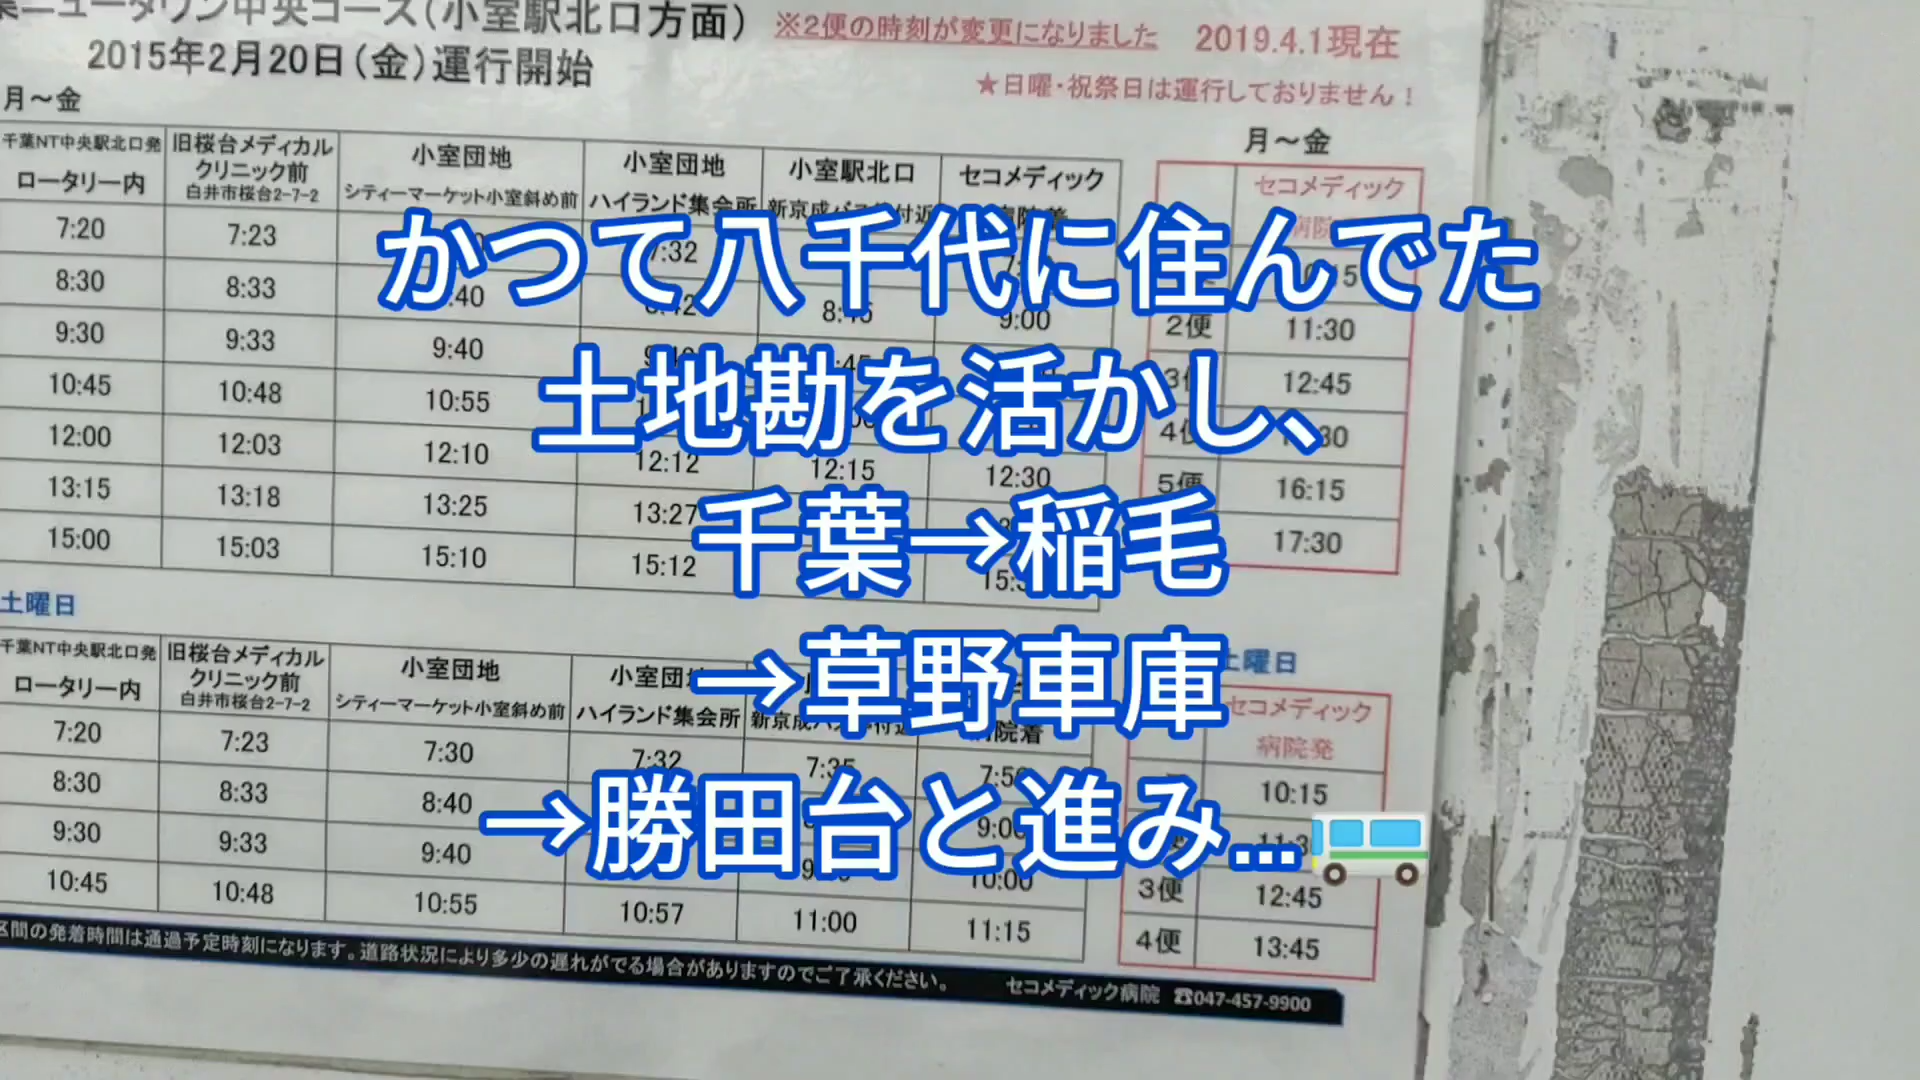 ニュータウン中央コース(小室駅北口方面)
※2便の時刻が変更になりました 2019.4.1現在
2015年2月20日(金)運行開始
★日曜・祝祭日は運行しておりません!
月~金
千葉NT中央駅北口発 ロータリー内
旧桜台メディカルクリニック前 白井市桜台2-7-2
小室団地 シティーマーケット小室斜め前
小室団地 ハイランド集会所
小室駅北口
セコメディック
7:20 7:23 7:32
8:30 8:33 9:00
9:30 9:33 9:40
10:45 10:48 10:55
12:00 12:03 12:10 12:12 12:15 12:30
13:15 13:18 13:25 13:27
15:00 15:03 15:10 15:12
月~金
セコメディック
2便 11:30
12:45
16:15
17:30
かつて八千代に住んでた
土地勘を活かし、
千葉→稲毛
→草野車庫
→勝田台と進み...🚌
土曜日
千葉NT中央駅北口発 ロータリー内
旧桜台メディカルクリニック前 白井市桜台2-7-2
小室団地 シティーマーケット小室斜め前
ハイランド集会所
7:20 7:23 7:30 7:32 7:35 7:50
8:30 8:33 8:40
9:30 9:33 9:40 10:00
10:45 10:48 10:55 10:57 11:00 11:15
土曜日
セコメディック病院発
10:15
3便 12:45
4便 13:45
区間の発着時間は通過予定時刻になります。道路状況により多少の遅れがでる場合がありますのでご了承ください。
セコメディック病院 ☎047-457-9900